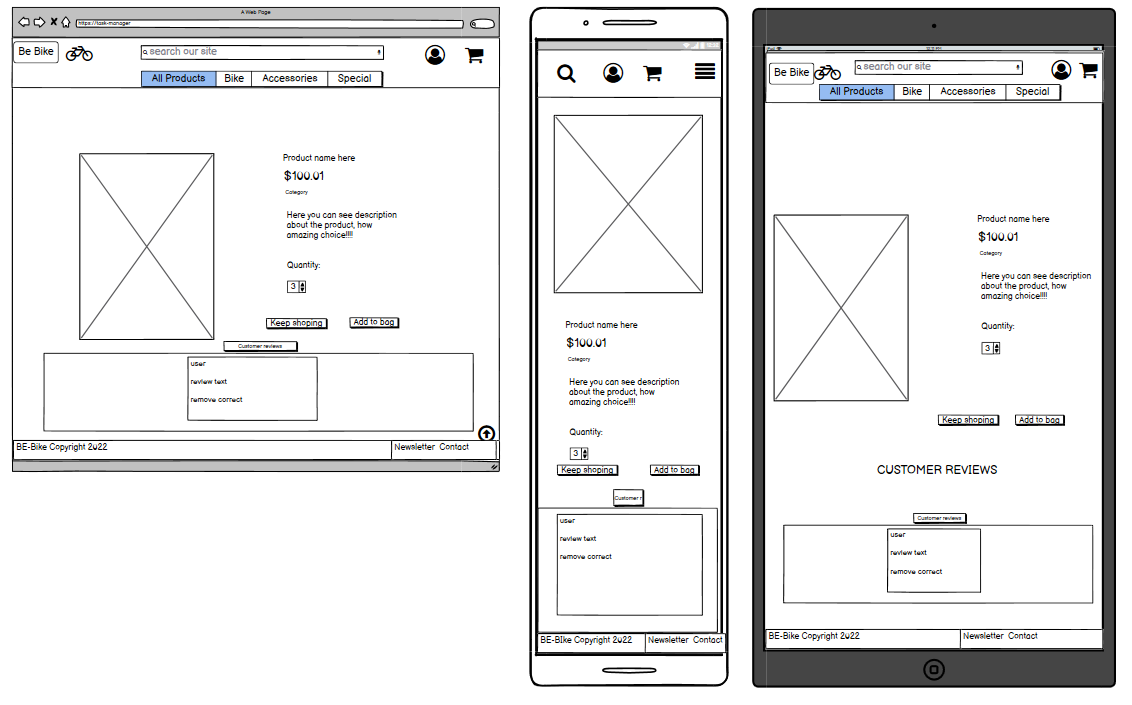 A Web Page
https://task-manager
Be Bike
search our site
All Products Bike Accessories Special
Product name here
$100.01
Category
Here you can see description
about the product, how
amazing choice!!!!
Quantity:
3
Keep shoping Add to bag
Customer reviews
user
review text
remove correct
BE-Bike Copyright 2022 Newsletter Contact
Product name here
$100.01
Category
Here you can see description
about the product, how
amazing choice!!!!
Quantity:
3
Keep shoping Add to bag
Customer r
user
review text
remove correct
BE-Bike Copyright 2022 Newsletter Contact
Be Bike
search our site
All Products Bike Accessories Special
Product name here
$100.01
Category
Here you can see description
about the product, how
amazing choice!!!!
Quantity:
3
Keep shoping Add to bag
CUSTOMER REVIEWS
Customer reviews
user
review text
remove correct
BE-Bike Copyright 2022 Newsletter Contact